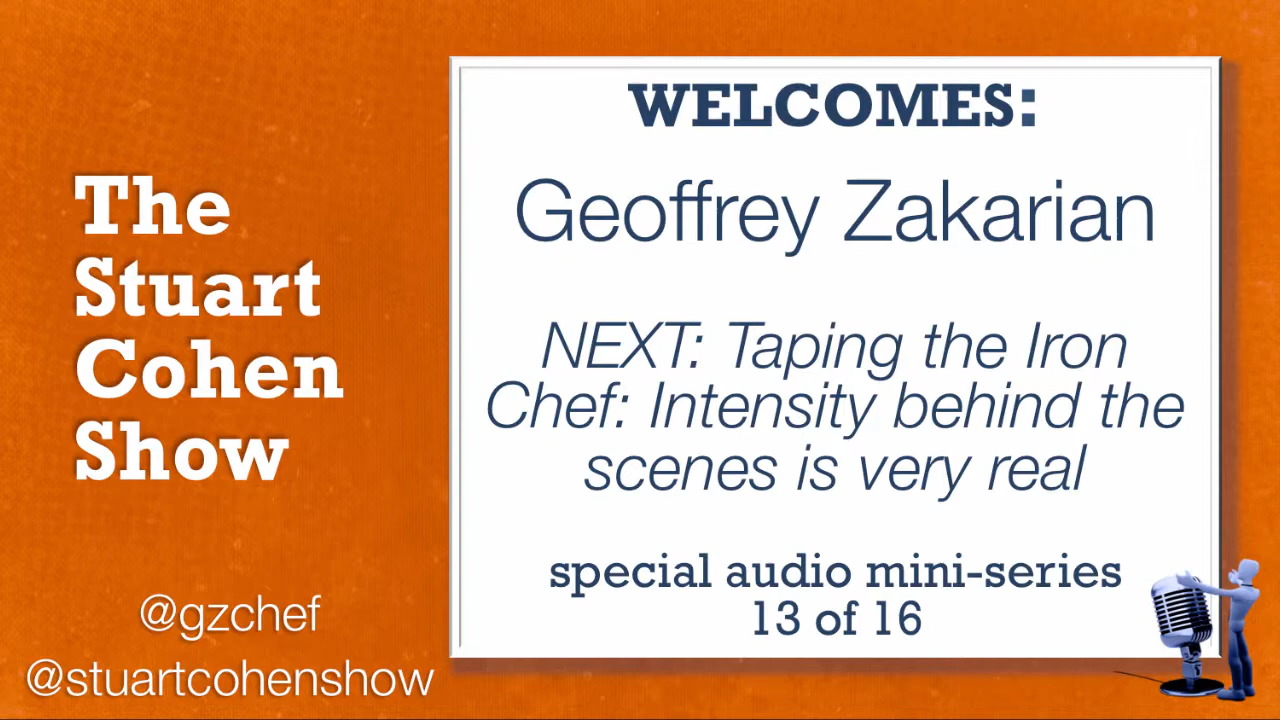 The
Stuart
Cohen
Show
@gzchef
@stuartcohenshow
WELCOMES:
Geoffrey Zakarian
NEXT: Taping the Iron
Chef: Intensity behind the
scenes is very real
special audio mini-series
13 of 16